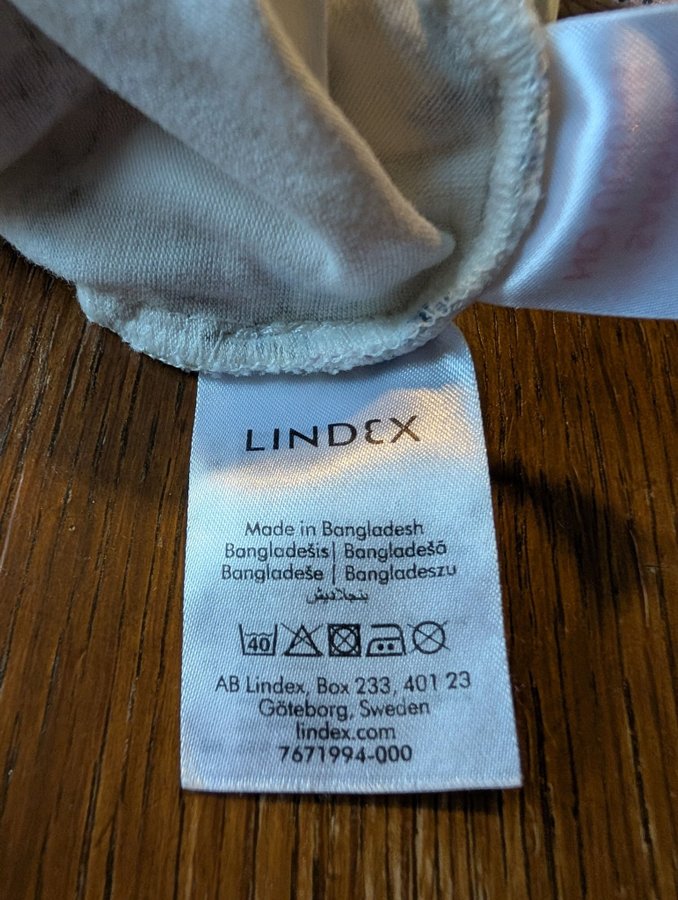 LINDEX
Made in Bangladesh
Bangladešis| Bangladešā
Bangladeše | Bangladeszu
بنجلاديش
40
AB Lindex, Box 233, 401 23
Göteborg, Sweden
lindex.com
7671994-000